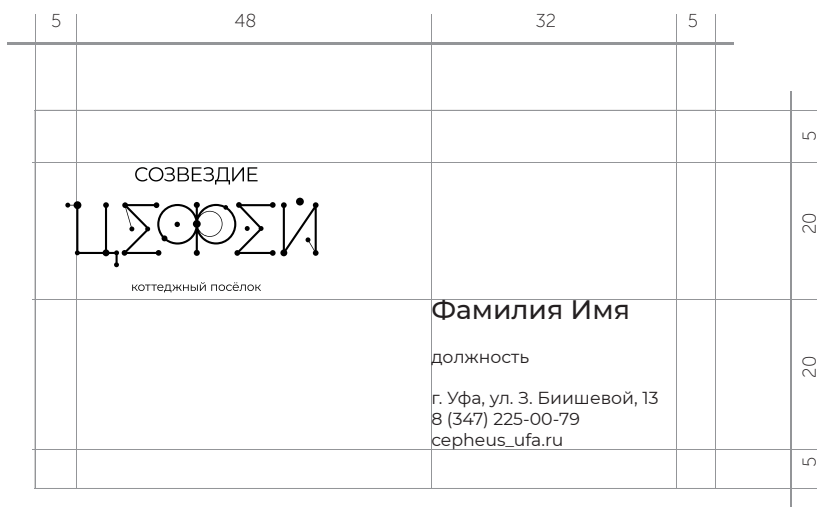 5 48 32 5
5
СОЗВЕЗДИЕ
ЦЕФЕЙ
20
коттеджный посёлок
Фамилия Имя
должность
20
г. Уфа, ул. З. Биишевой, 13
8 (347) 225-00-79
cepheus_ufa.ru
5